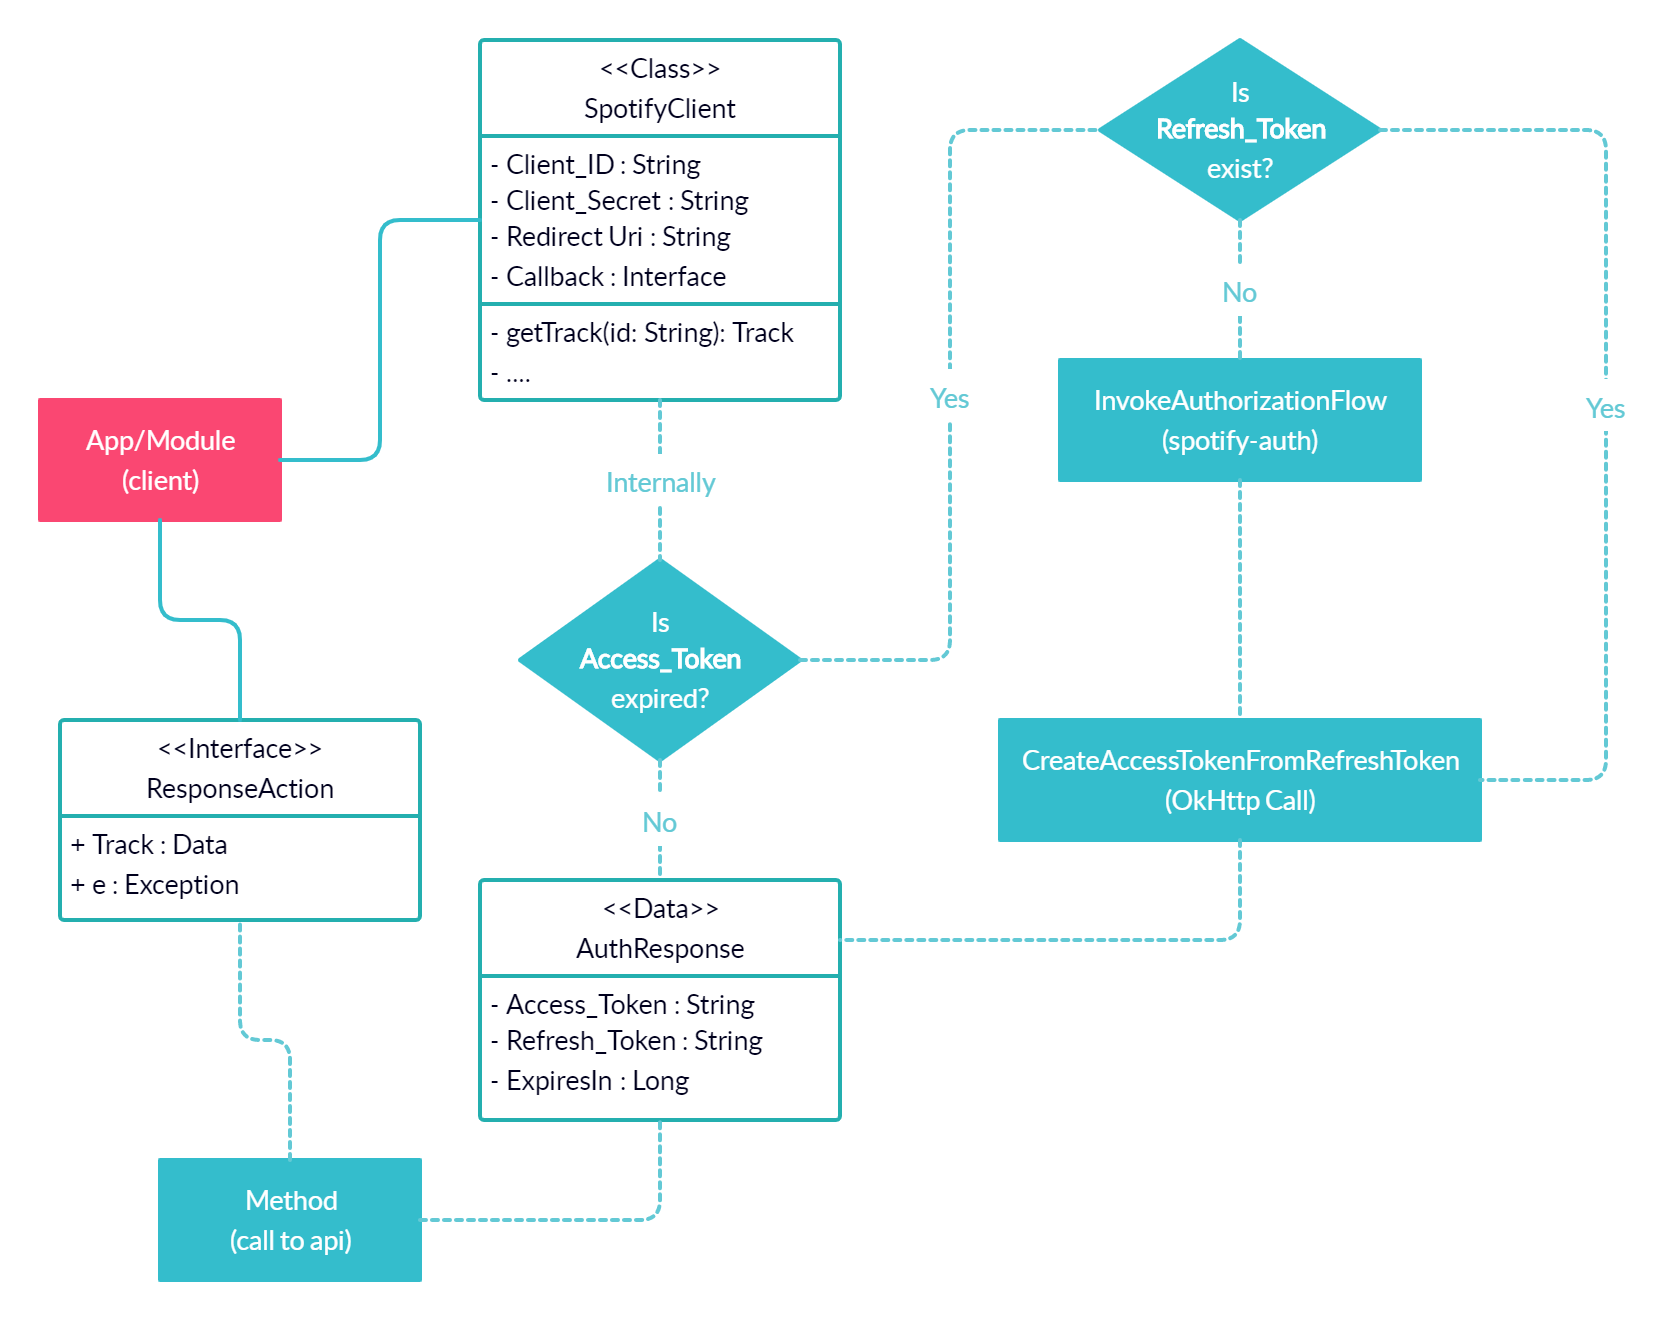 <<Class>>
SpotifyClient
- Client_ID : String
- Client_Secret : String
- Redirect Uri : String
- Callback : Interface
- getTrack(id: String): Track
- ....
Is
Refresh_Token
exist?
No
Yes
Yes
InvokeAuthorizationFlow
(spotify-auth)
App/Module
(client)
Internally
Is
Access_Token
expired?
No
<<Interface>>
ResponseAction
+ Track : Data
+ e : Exception
CreateAccessTokenFromRefreshToken
(OkHttp Call)
<<Data>>
AuthResponse
- Access_Token : String
- Refresh_Token : String
- ExpiresIn : Long
Method
(call to api)